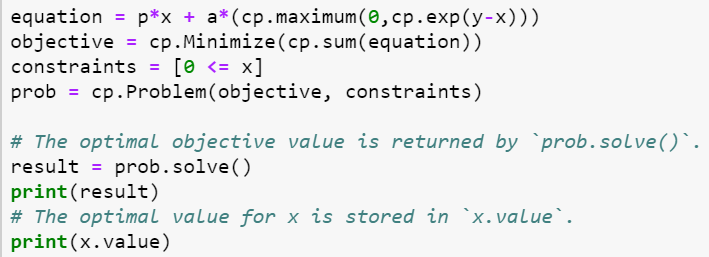 equation = p*x + a*(cp.maximum(0,cp.exp(y-x)))
objective = cp.Minimize(cp.sum(equation))
constraints = [0 <= x]
prob = cp.Problem(objective, constraints)
# The optimal objective value is returned by `prob.solve()`.
result = prob.solve()
print(result)
# The optimal value for x is stored in `x.value`.
print(x.value)